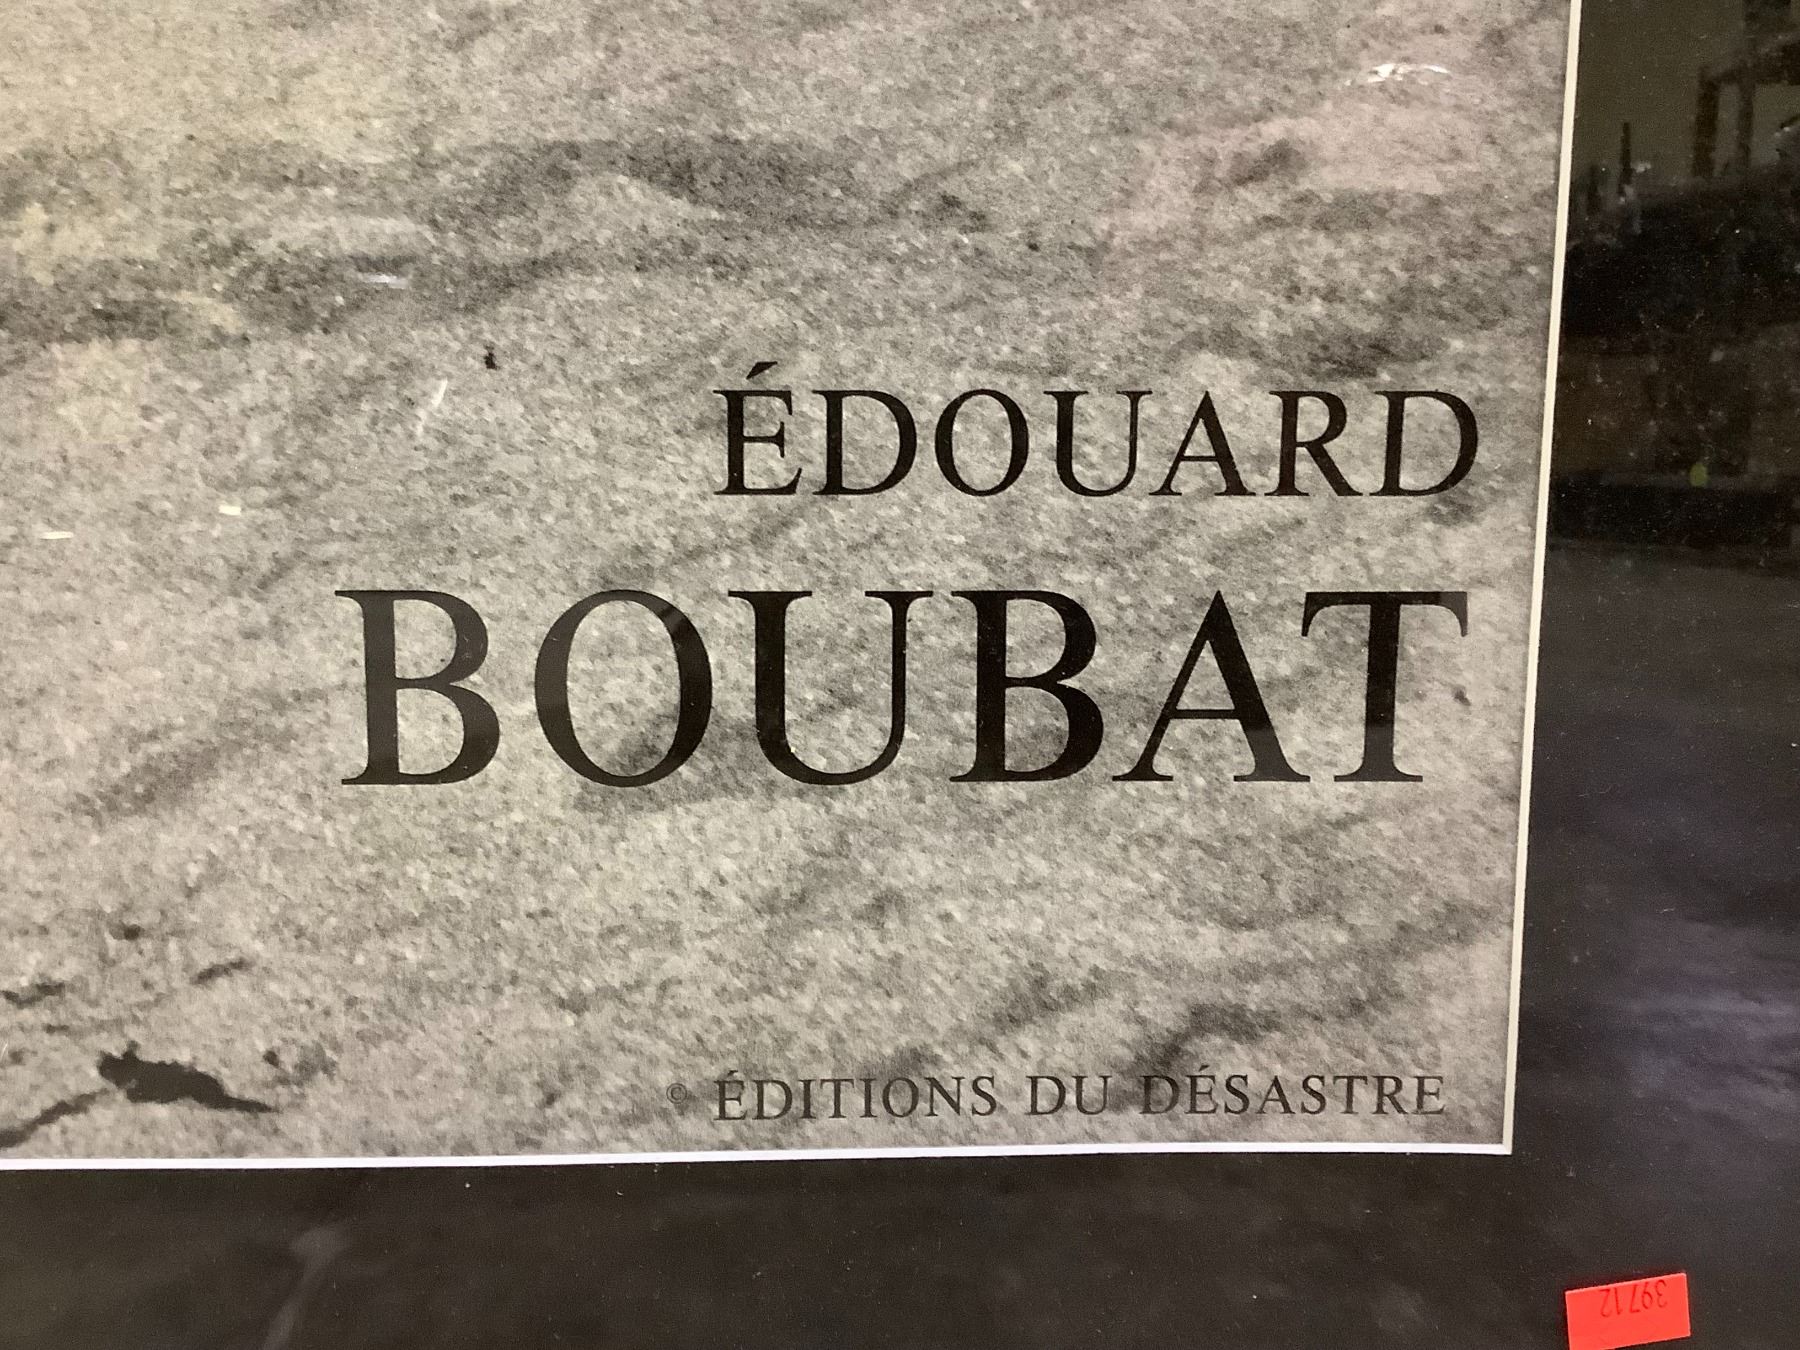 ÉDOUARD
BOUBAT
© ÉDITIONS DU DÉSASTRE
39712